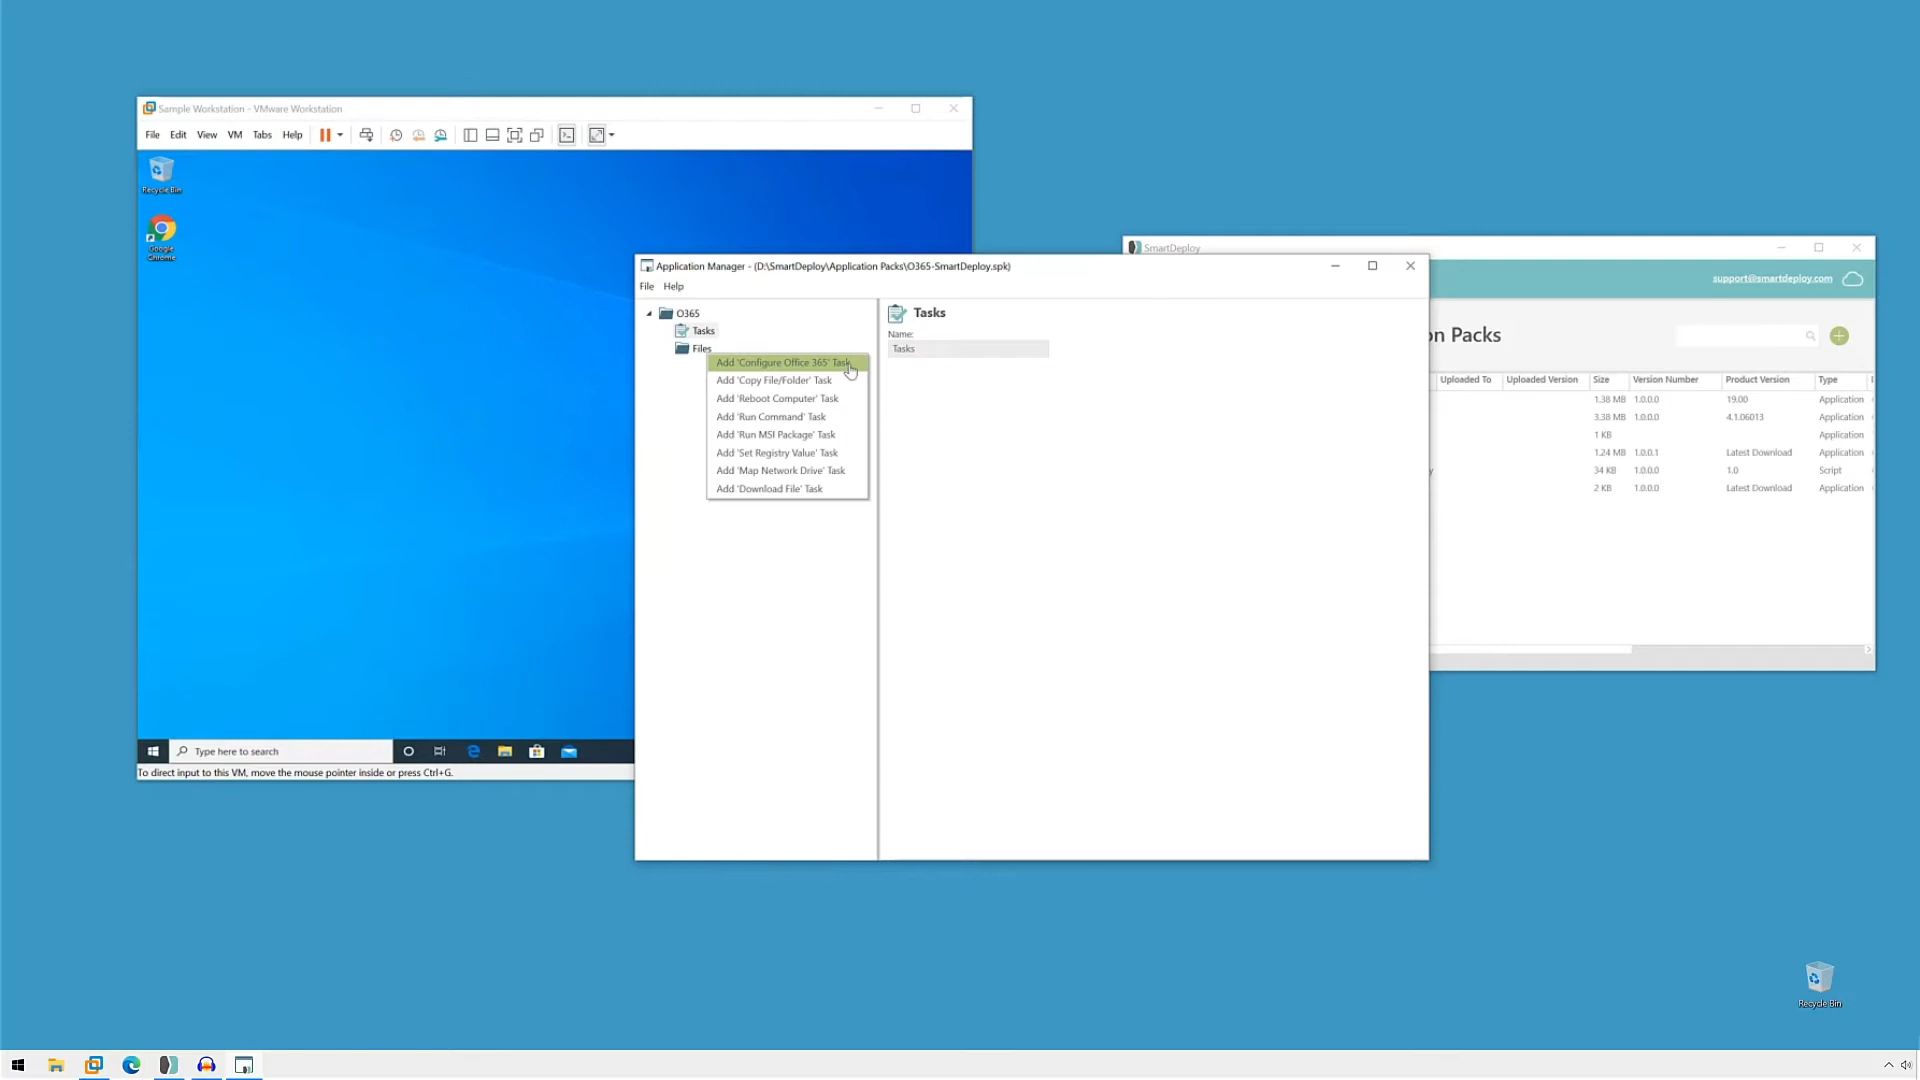 Sample Workstation - VMware Workstation
File Edit View VM Tabs Help
Recycle Bin
Google
Chrome
Type here to search
To direct input to this VM, move the mouse pointer inside or press Ctrl+G.
Application Manager - (D:\SmartDeploy\Application Packs\O365-SmartDeploy.spk)
File Help
O365
Tasks
Files
Add 'Configure Office 365' Task
Add 'Copy File/Folder' Task
Add 'Reboot Computer' Task
Add 'Run Command' Task
Add 'Run MSI Package' Task
Add 'Set Registry Value' Task
Add 'Map Network Drive' Task
Add 'Download File' Task
Tasks
Name:
Tasks
SmartDeploy
support@smartdeploy.com
on Packs
Uploaded To Uploaded Version Size Version Number Product Version Type
1.38 MB 1.0.0.0 19.00 Application
3.38 MB 1.0.0.0 4.1.06013 Application
1 KB Application
1.24 MB 1.0.0.1 Latest Download Application
y 34 KB 1.0.0.0 1.0 Script
2 KB 1.0.0.0 Latest Download Application
Recycle Bin